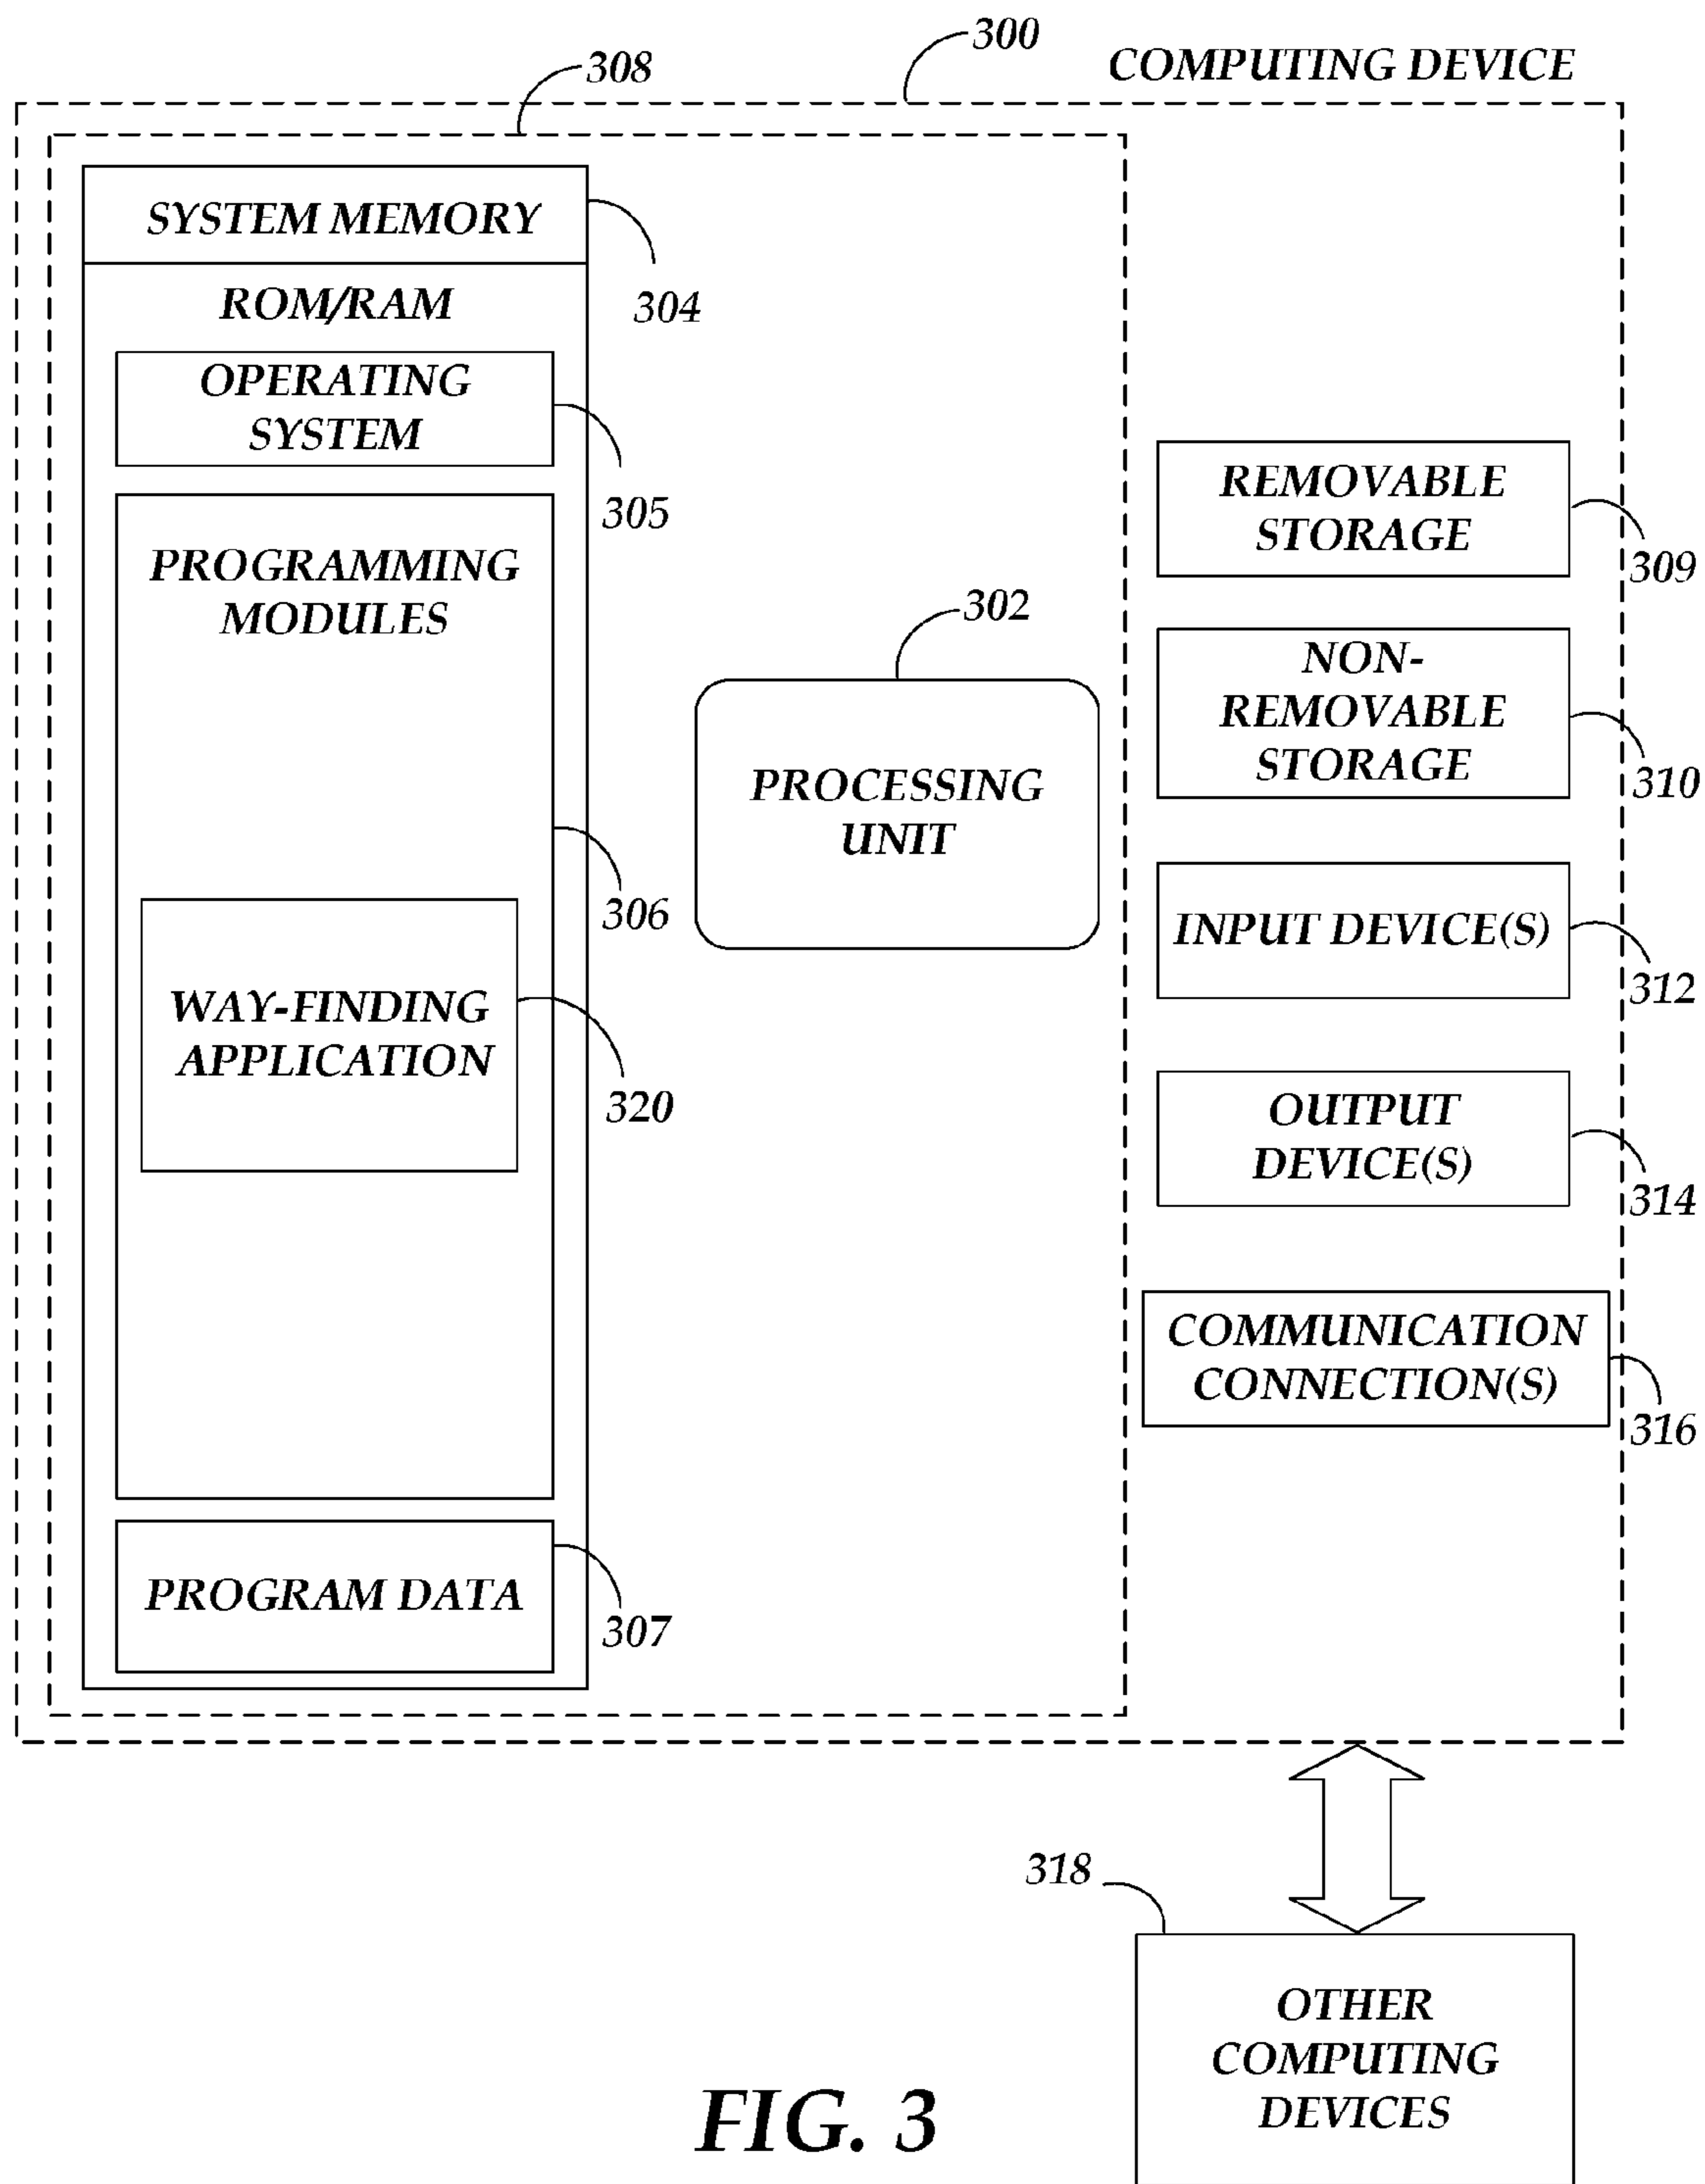 300
COMPUTING DEVICE
308
SYSTEM MEMORY
304
ROM/RAM
OPERATING
SYSTEM
305
PROGRAMMING
MODULES
306
WAY-FINDING
APPLICATION
320
PROGRAM DATA
307
302
PROCESSING
UNIT
REMOVABLE
STORAGE
309
NON-
REMOVABLE
STORAGE
310
INPUT DEVICE(S)
312
OUTPUT
DEVICE(S)
314
COMMUNICATION
CONNECTION(S)
316
318
OTHER
COMPUTING
DEVICES
FIG. 3